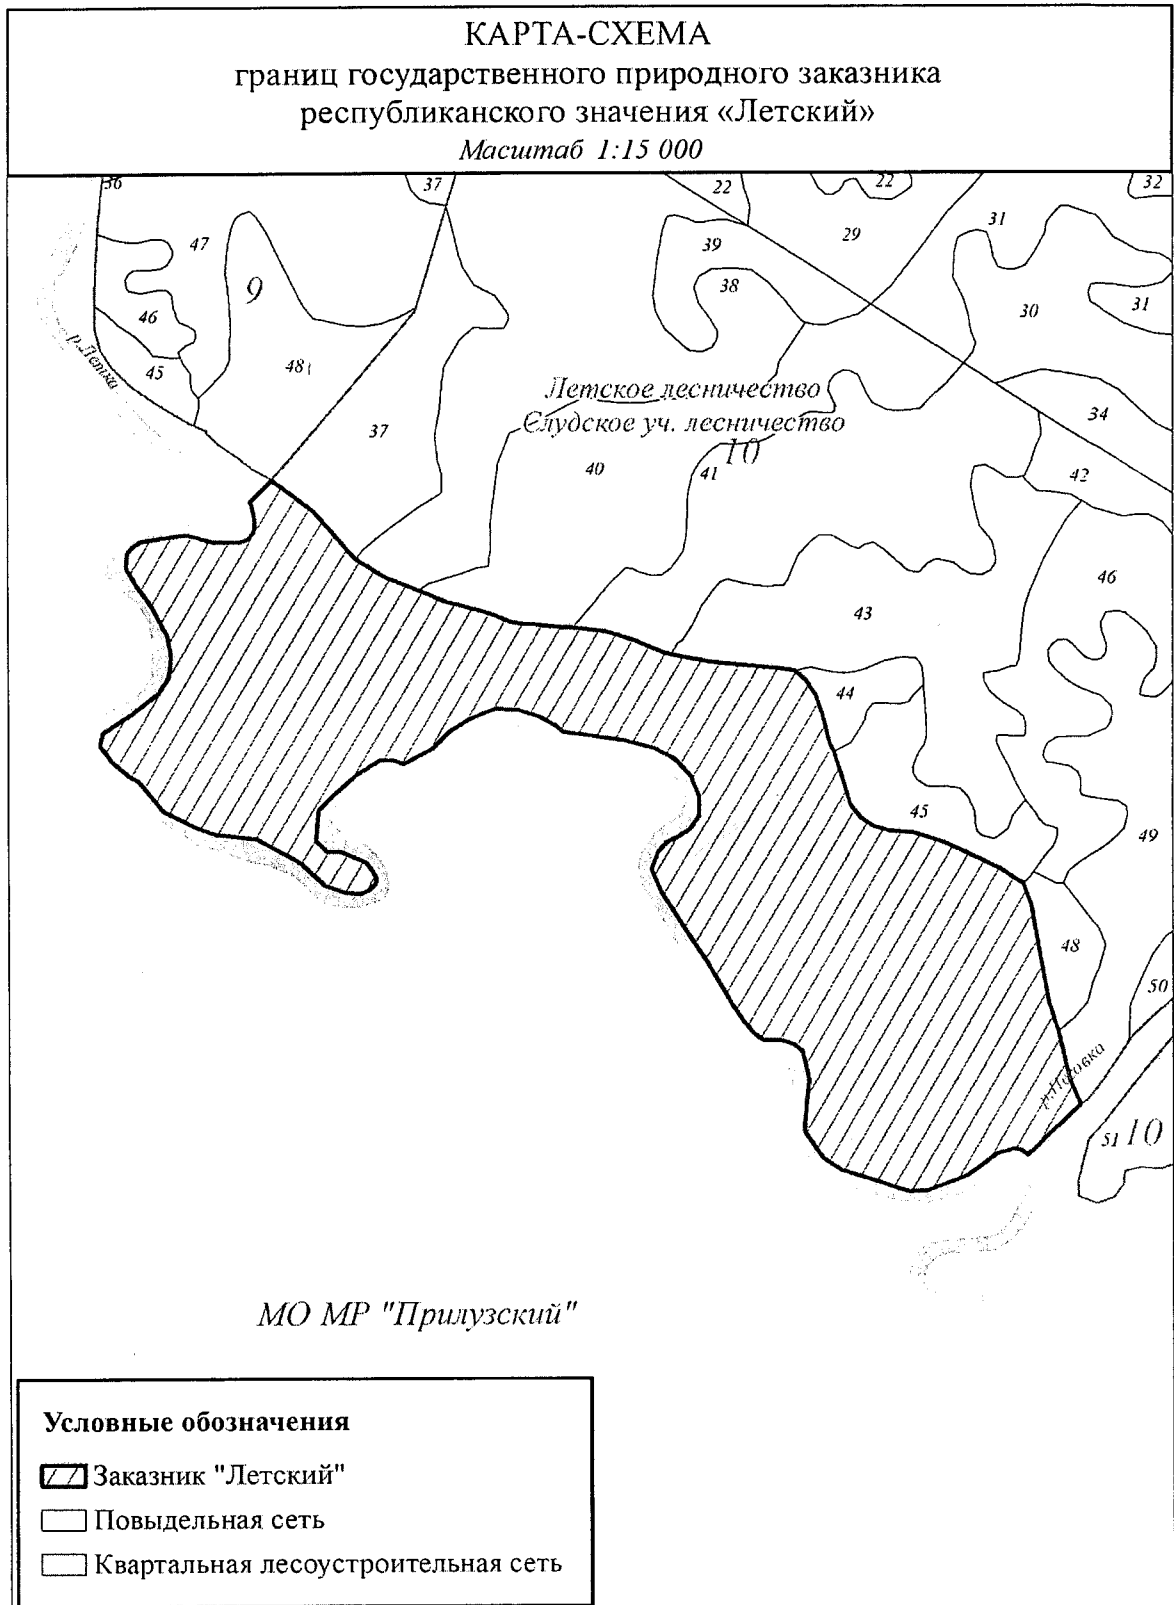 КАРТА-СХЕМА
границ государственного природного заказника
республиканского значения «Летский»
Масштаб 1:15 000
36
37
22
22
32
47
39
29
31
9
38
30
31
46
р.Летка
45
48
Летское лесничество
34
37
Слудское уч. лесничество
10
40
41
42
46
43
44
45
49
48
50
51 10
МО МР "Прилузский"
Условные обозначения
Заказник "Летский"
Повыдельная сеть
Квартальная лесоустроительная сеть